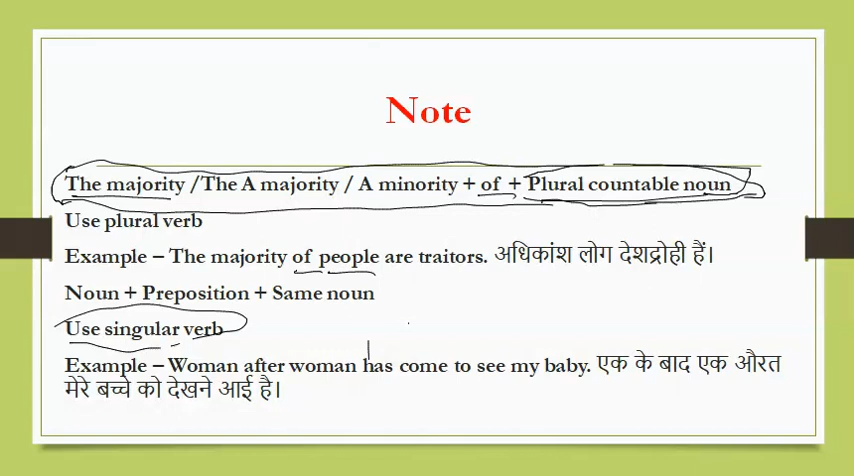 Note
The majority /The A majority / A minority + of + Plural countable noun
Use plural verb
Example – The majority of people are traitors. अधिकांश लोग देशद्रोही हैं।
Noun + Preposition + Same noun
Use singular verb
Example – Woman after woman has come to see my baby. एक के बाद एक औरत
मेरे बच्चे को देखने आई है।